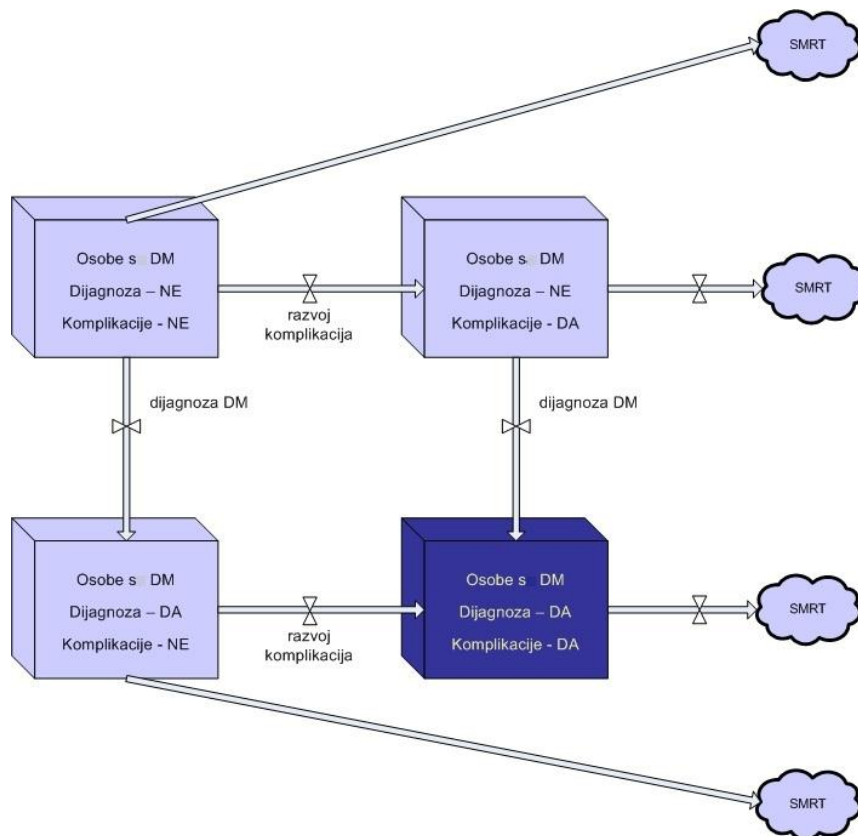 SMRT
Osobe s DM
Dijagnoza – NE
Komplikacije - NE
razvoj
komplikacija
Osobe s DM
Dijagnoza – NE
Komplikacije - DA
SMRT
dijagnoza DM
dijagnoza DM
Osobe s DM
Dijagnoza – DA
Komplikacije - NE
razvoj
komplikacija
Osobe s DM
Dijagnoza – DA
Komplikacije - DA
SMRT
SMRT